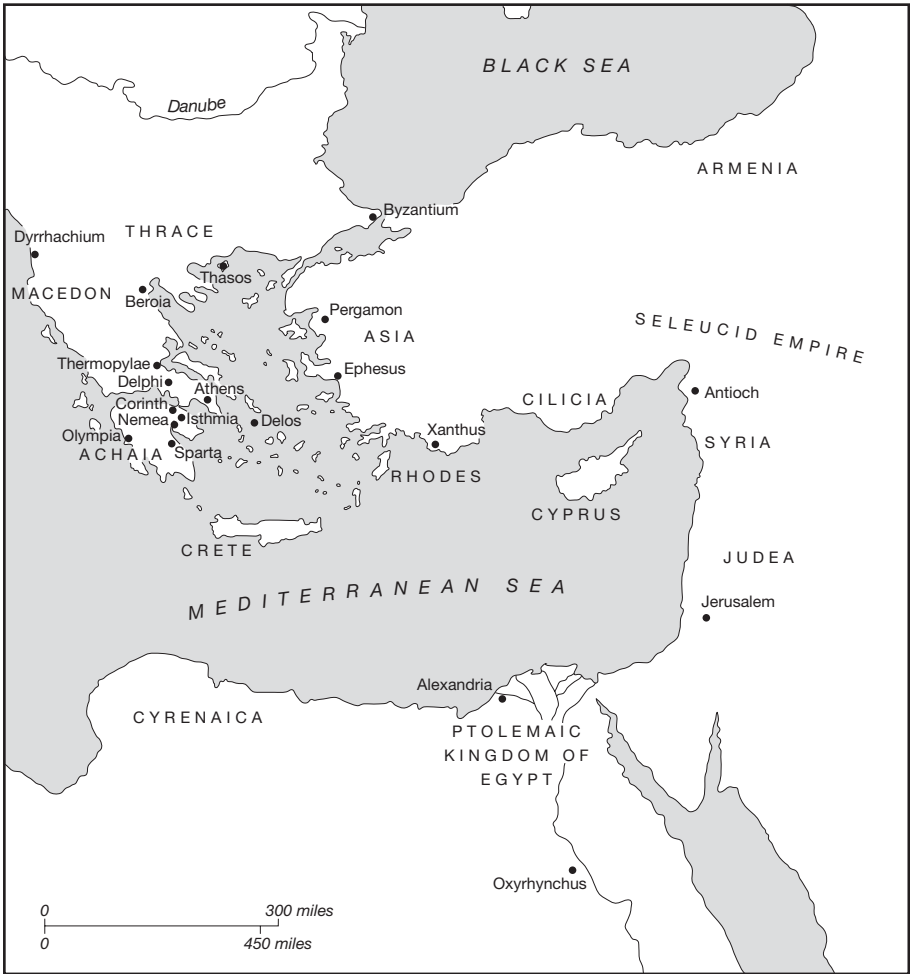 BLACK SEA
Danube
ARMENIA
Byzantium
Dyrrhachium
THRACE
Thasos
MACEDON
Beroia
Pergamon
ASIA
SELEUCID EMPIRE
Thermopylae
Ephesus
Delphi
Athens
Antioch
CILICIA
Corinth
Isthmia
Nemea
Delos
Xanthus
Olympia
SYRIA
ACHAIA
Sparta
RHODES
CYPRUS
CRETE
JUDEA
MEDITERRANEAN SEA
Jerusalem
Alexandria
CYRENAICA
PTOLEMAIC
KINGDOM OF
EGYPT
Oxyrhynchus
0 300 miles
0 450 miles